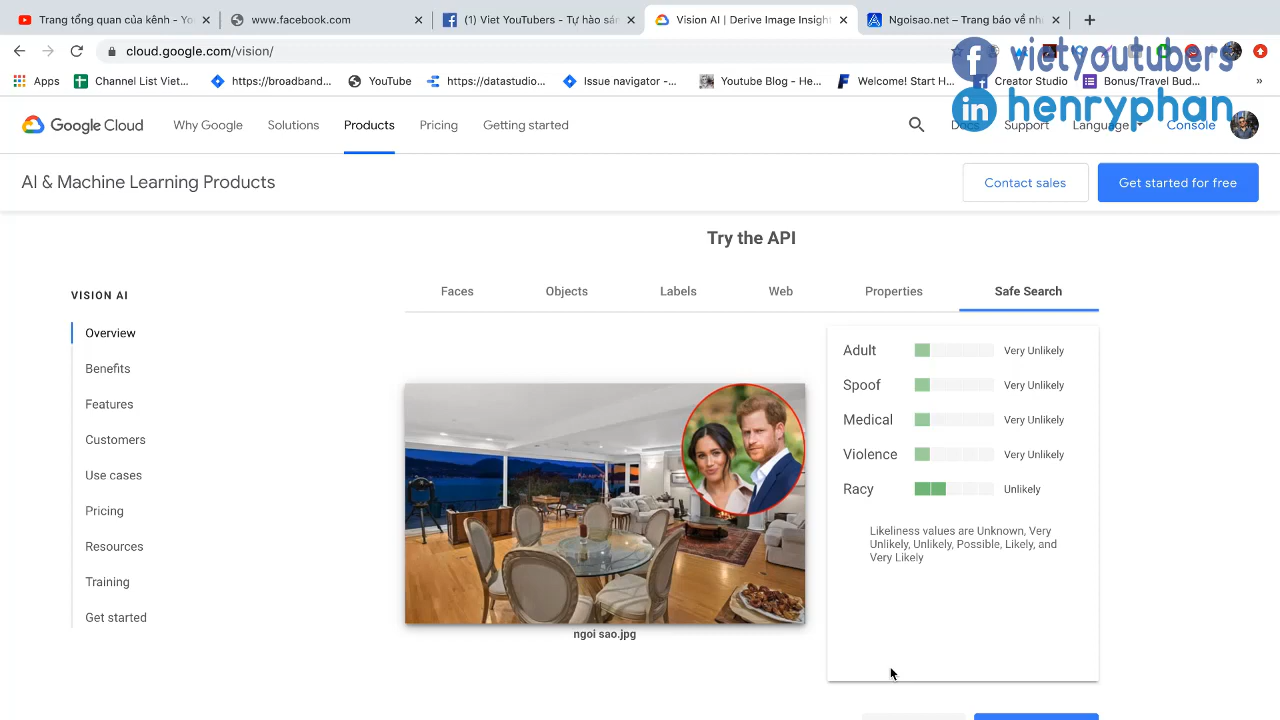 Trang tổng quan của kênh - Yo
www.facebook.com
(1) Viet YouTubers - Tự hào sá
Vision AI | Derive Image Insigh
Ngoisao.net – Trang báo về nh
cloud.google.com/vision/
Apps
Channel List Viet...
https://broadband...
YouTube
https://datastudio...
Issue navigator -...
Youtube Blog - He...
Welcome! Start H...
Creator Studio
Bonus/Travel Bud...
»
vietyoutubers
henryphan
Google Cloud
Why Google
Solutions
Products
Pricing
Getting started
Docs
Support
Language
Console
AI & Machine Learning Products
Contact sales
Get started for free
Try the API
VISION AI
Overview
Benefits
Features
Customers
Use cases
Pricing
Resources
Training
Get started
Faces
Objects
Labels
Web
Properties
Safe Search
Adult Very Unlikely
Spoof Very Unlikely
Medical Very Unlikely
Violence Very Unlikely
Racy Unlikely
Likeliness values are Unknown, Very
Unlikely, Unlikely, Possible, Likely, and
Very Likely
ngoi sao.jpg